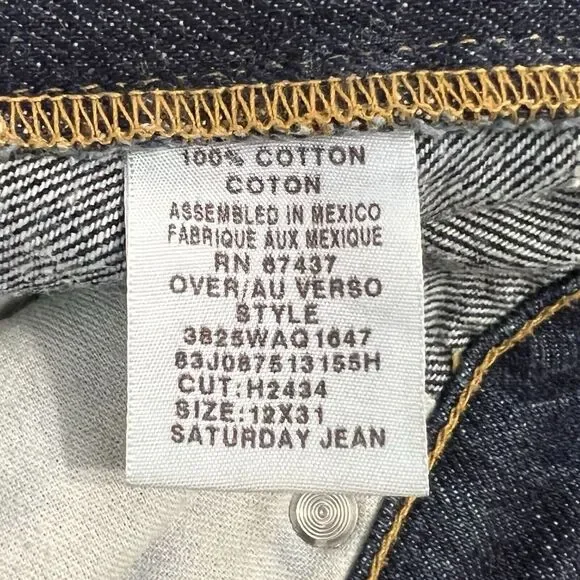 100% COTTON
COTON
ASSEMBLED IN MEXICO
FABRIQUE AUX MEXIQUE
RN 67437
OVER/AU VERSO
STYLE
3825WAQ1647
63J087513155H
CUT: H2434
SIZE: 12X31
SATURDAY JEAN